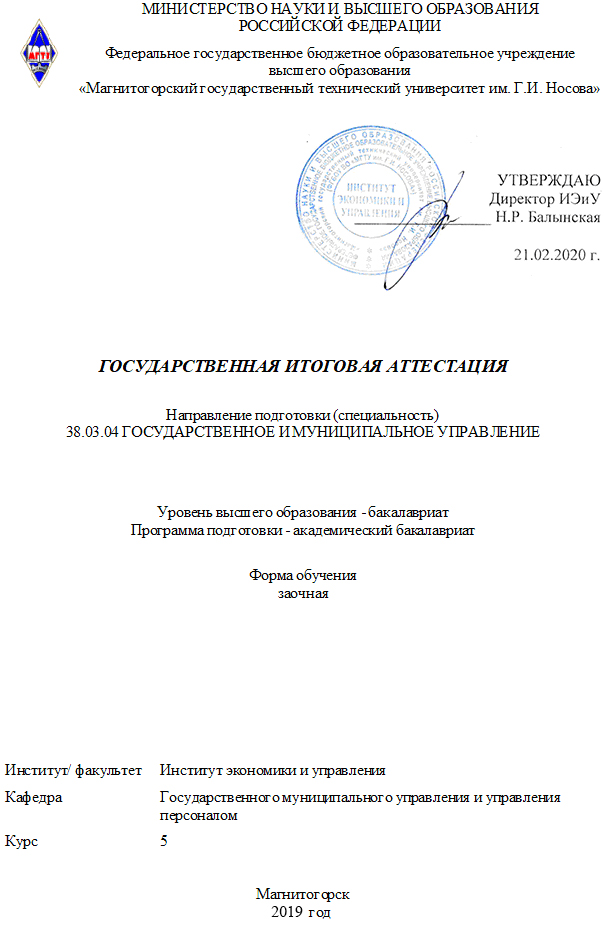 МИНИСТЕРСТВО НАУКИ И ВЫСШЕГО ОБРАЗОВАНИЯ
РОССИЙСКОЙ ФЕДЕРАЦИИ
Федеральное государственное бюджетное образовательное учреждение
высшего образования
«Магнитогорский государственный технический университет им. Г.И. Носова»
МГТУ
ИНСТИТУТ
ЭКОНОМИКИ И
УПРАВЛЕНИЯ
УТВЕРЖДАЮ
Директор ИЭиУ
Н.Р. Балынская
21.02.2020 г.
ГОСУДАРСТВЕННАЯ ИТОГОВАЯ АТТЕСТАЦИЯ
Направление подготовки (специальность)
38.03.04 ГОСУДАРСТВЕННОЕ И МУНИЦИПАЛЬНОЕ УПРАВЛЕНИЕ
Уровень высшего образования - бакалавриат
Программа подготовки - академический бакалавриат
Форма обучения
заочная
Институт/ факультет Институт экономики и управления
Кафедра Государственного муниципального управления и управления
персоналом
Курс 5
Магнитогорск
2019 год